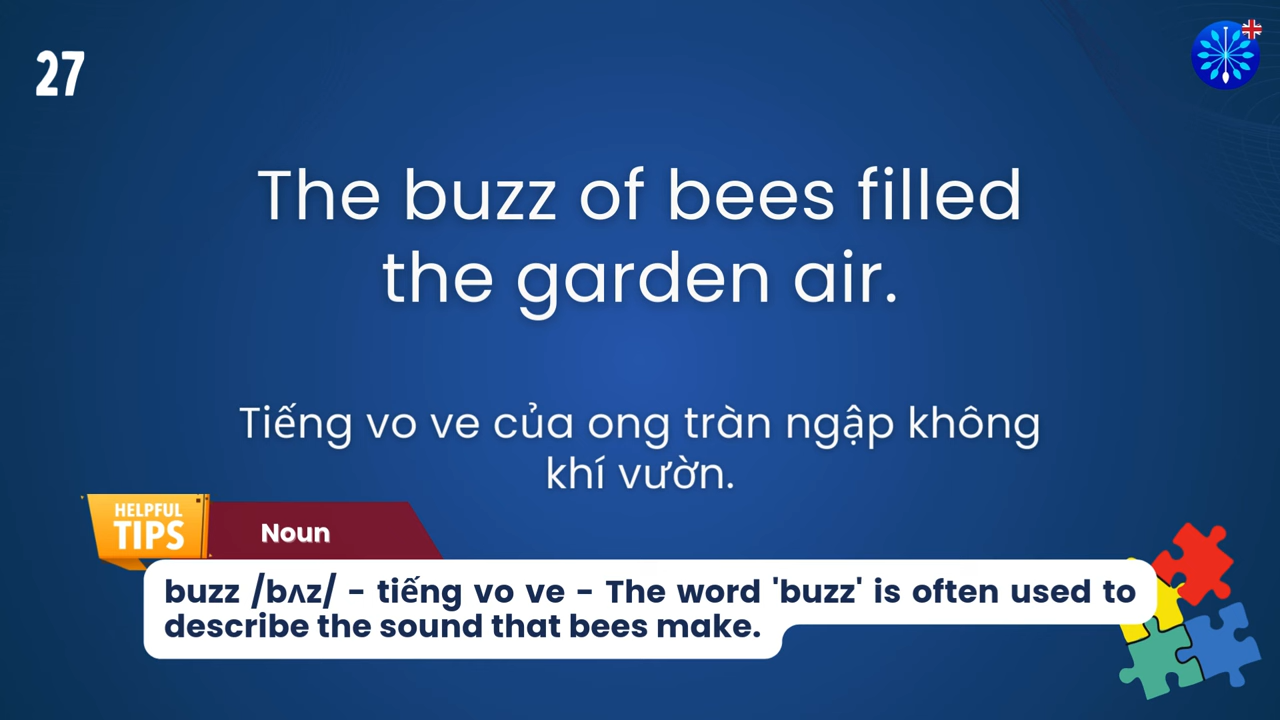 27
The buzz of bees filled
the garden air.
Tiếng vo ve của ong tràn ngập không
khí vườn.
HELPFUL
TIPS
Noun
buzz /bʌz/ - tiếng vo ve - The word 'buzz' is often used to
describe the sound that bees make.